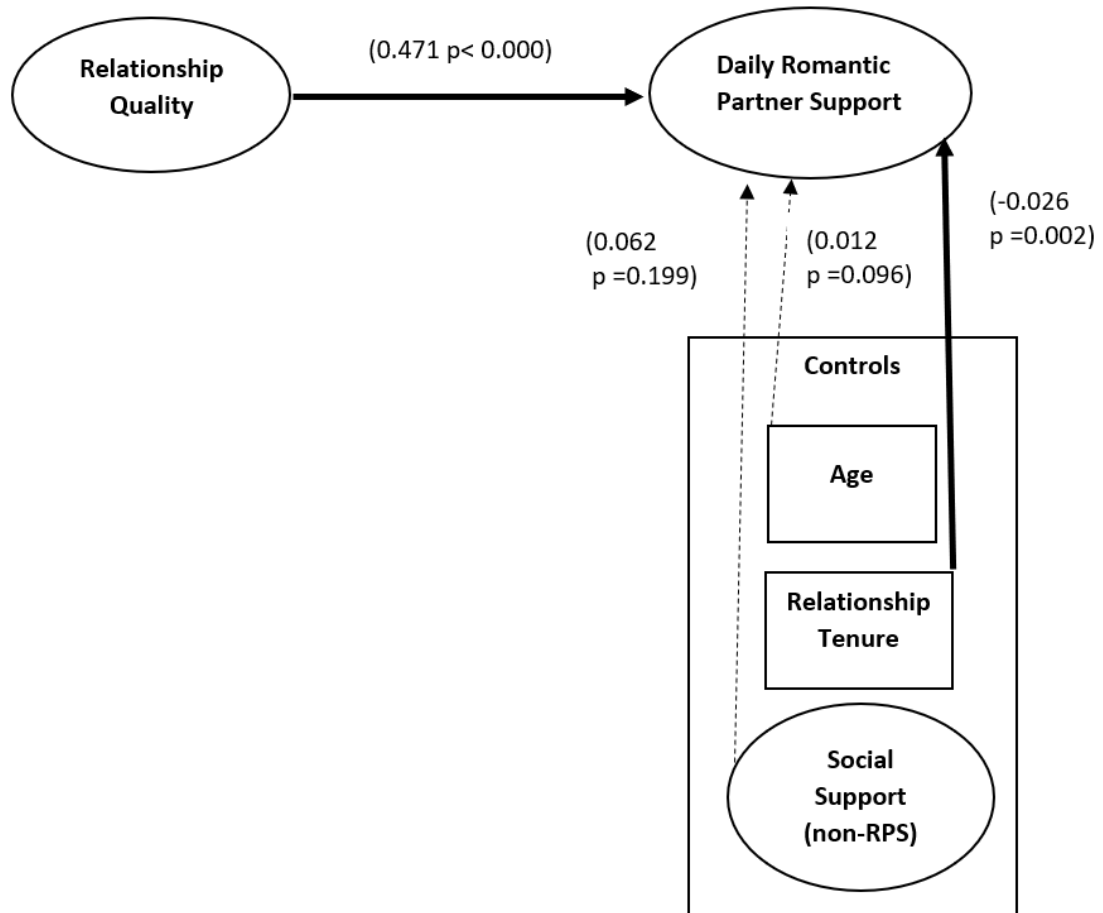 Relationship
Quality
(0.471 p< 0.000)
Daily Romantic
Partner Support
(0.062
p =0.199)
(0.012
p =0.096)
(-0.026
p =0.002)
Controls
Age
Relationship
Tenure
Social
Support
(non-RPS)